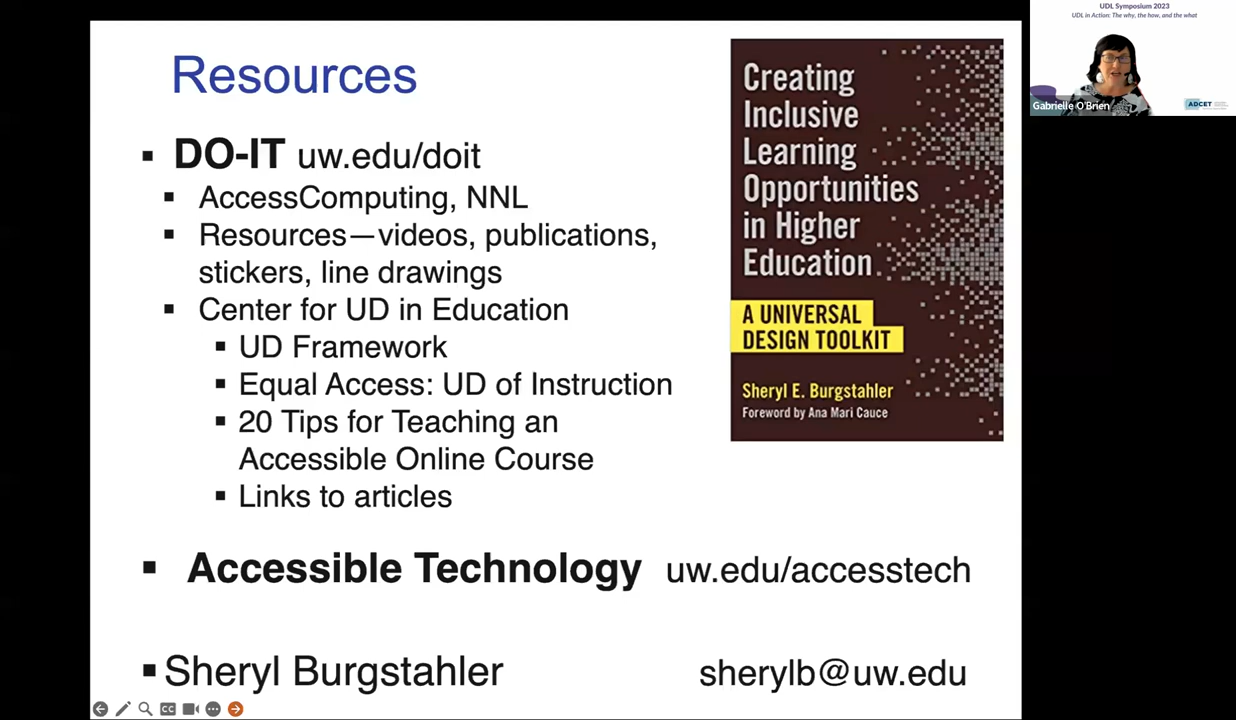 Resources
▪ DO-IT uw.edu/doit
▪ AccessComputing, NNL
▪ Resources—videos, publications,
stickers, line drawings
▪ Center for UD in Education
▪ UD Framework
▪ Equal Access: UD of Instruction
▪ 20 Tips for Teaching an
Accessible Online Course
▪ Links to articles
▪ Accessible Technology uw.edu/accesstech
▪ Sheryl Burgstahler sherylb@uw.edu
Creating
Inclusive
Learning
Opportunities
in Higher
Education
A UNIVERSAL
DESIGN TOOLKIT
Sheryl E. Burgstahler
Foreword by Ana Mari Cauce
UDL Symposium 2023
UDL in Action: The why, the how, and the what
Gabrielle O'Brien
ADCET
CC